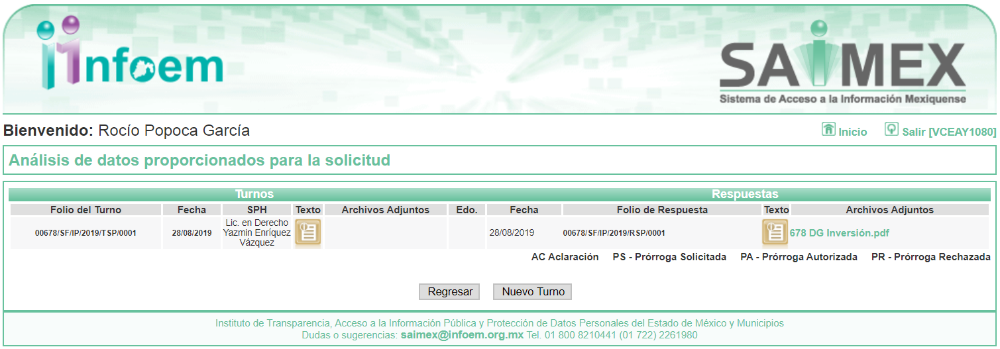 infoem
SAiMEX
Sistema de Acceso a la Información Mexiquense
Bienvenido: Rocío Popoca García
Inicio Salir [VCEAY1080]
Análisis de datos proporcionados para la solicitud
Turnos Respuestas
Folio del Turno Fecha SPH Texto Archivos Adjuntos Edo. Fecha Folio de Respuesta Texto Archivos Adjuntos
00678/SF/IP/2019/TSP/0001 28/08/2019 Lic. en Derecho Yazmin Enríquez Vázquez 28/08/2019 00678/SF/IP/2019/RSP/0001 678 DG Inversión.pdf
AC Aclaración PS - Prórroga Solicitada PA - Prórroga Autorizada PR - Prórroga Rechazada
Regresar Nuevo Turno
Instituto de Transparencia, Acceso a la Información Pública y Protección de Datos Personales del Estado de México y Municipios
Dudas o sugerencias: saimex@infoem.org.mx Tel. 01 800 8210441 (01 722) 2261980